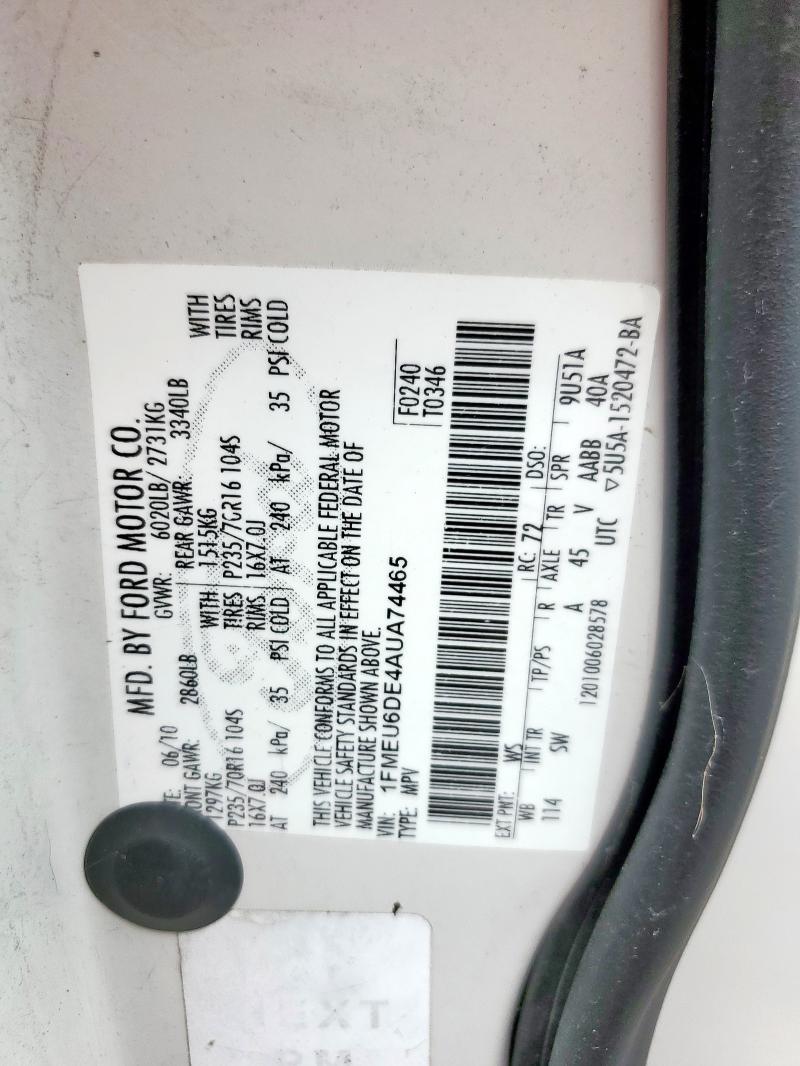 MFD. BY FORD MOTOR CO.
TE: 06/10 GVWR: 6020LB/ 2731KG
ONT GAWR: 2860LB REAR GAWR: 3340LB
1297KG WITH 1515KG WITH
P235/70R16 104S TIRES P235/70R16 104S TIRES
16X7.0J RIMS 16X7.0J RIMS
AT 240 kPa/ 35 PSI COLD AT 240 kPa/ 35 PSI COLD
THIS VEHICLE CONFORMS TO ALL APPLICABLE FEDERAL MOTOR
VEHICLE SAFETY STANDARDS IN EFFECT ON THE DATE OF
MANUFACTURE SHOWN ABOVE.
VIN: 1FMEU6DE4AUA74465 F0240
TYPE: MPV T0346
EXT PNT: WS RC: 72 DSO:
WB INT TR TP/PS R AXLE TR SPR 9U51A
114 SW A 45 V AABB 40A
1201006028578 UTC ▽5U5A-1520472-BA